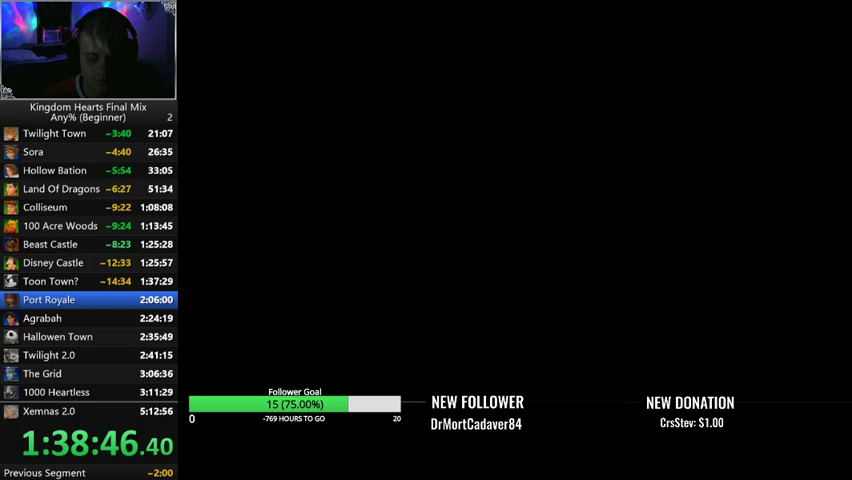 Kingdom Hearts Final Mix
Any% (Beginner) 2
Twilight Town -3:40 21:07
Sora -4:40 26:35
Hollow Bation -5:54 33:05
Land Of Dragons -6:27 51:34
Colliseum -9:22 1:08:08
100 Acre Woods -9:24 1:13:45
Beast Castle -8:23 1:25:28
Disney Castle -12:33 1:25:57
Toon Town? -14:34 1:37:29
Port Royale 2:06:00
Agrabah 2:24:19
Hallowen Town 2:35:49
Twilight 2.0 2:41:15
The Grid 3:06:36
1000 Heartless 3:11:29
Xemnas 2.0 5:12:56
1:38:46.40
Previous Segment -2:00
Follower Goal
15 (75.00%)
0 -769 HOURS TO GO 20
NEW FOLLOWER
DrMortCadaver84
NEW DONATION
CrsStev: $1.00